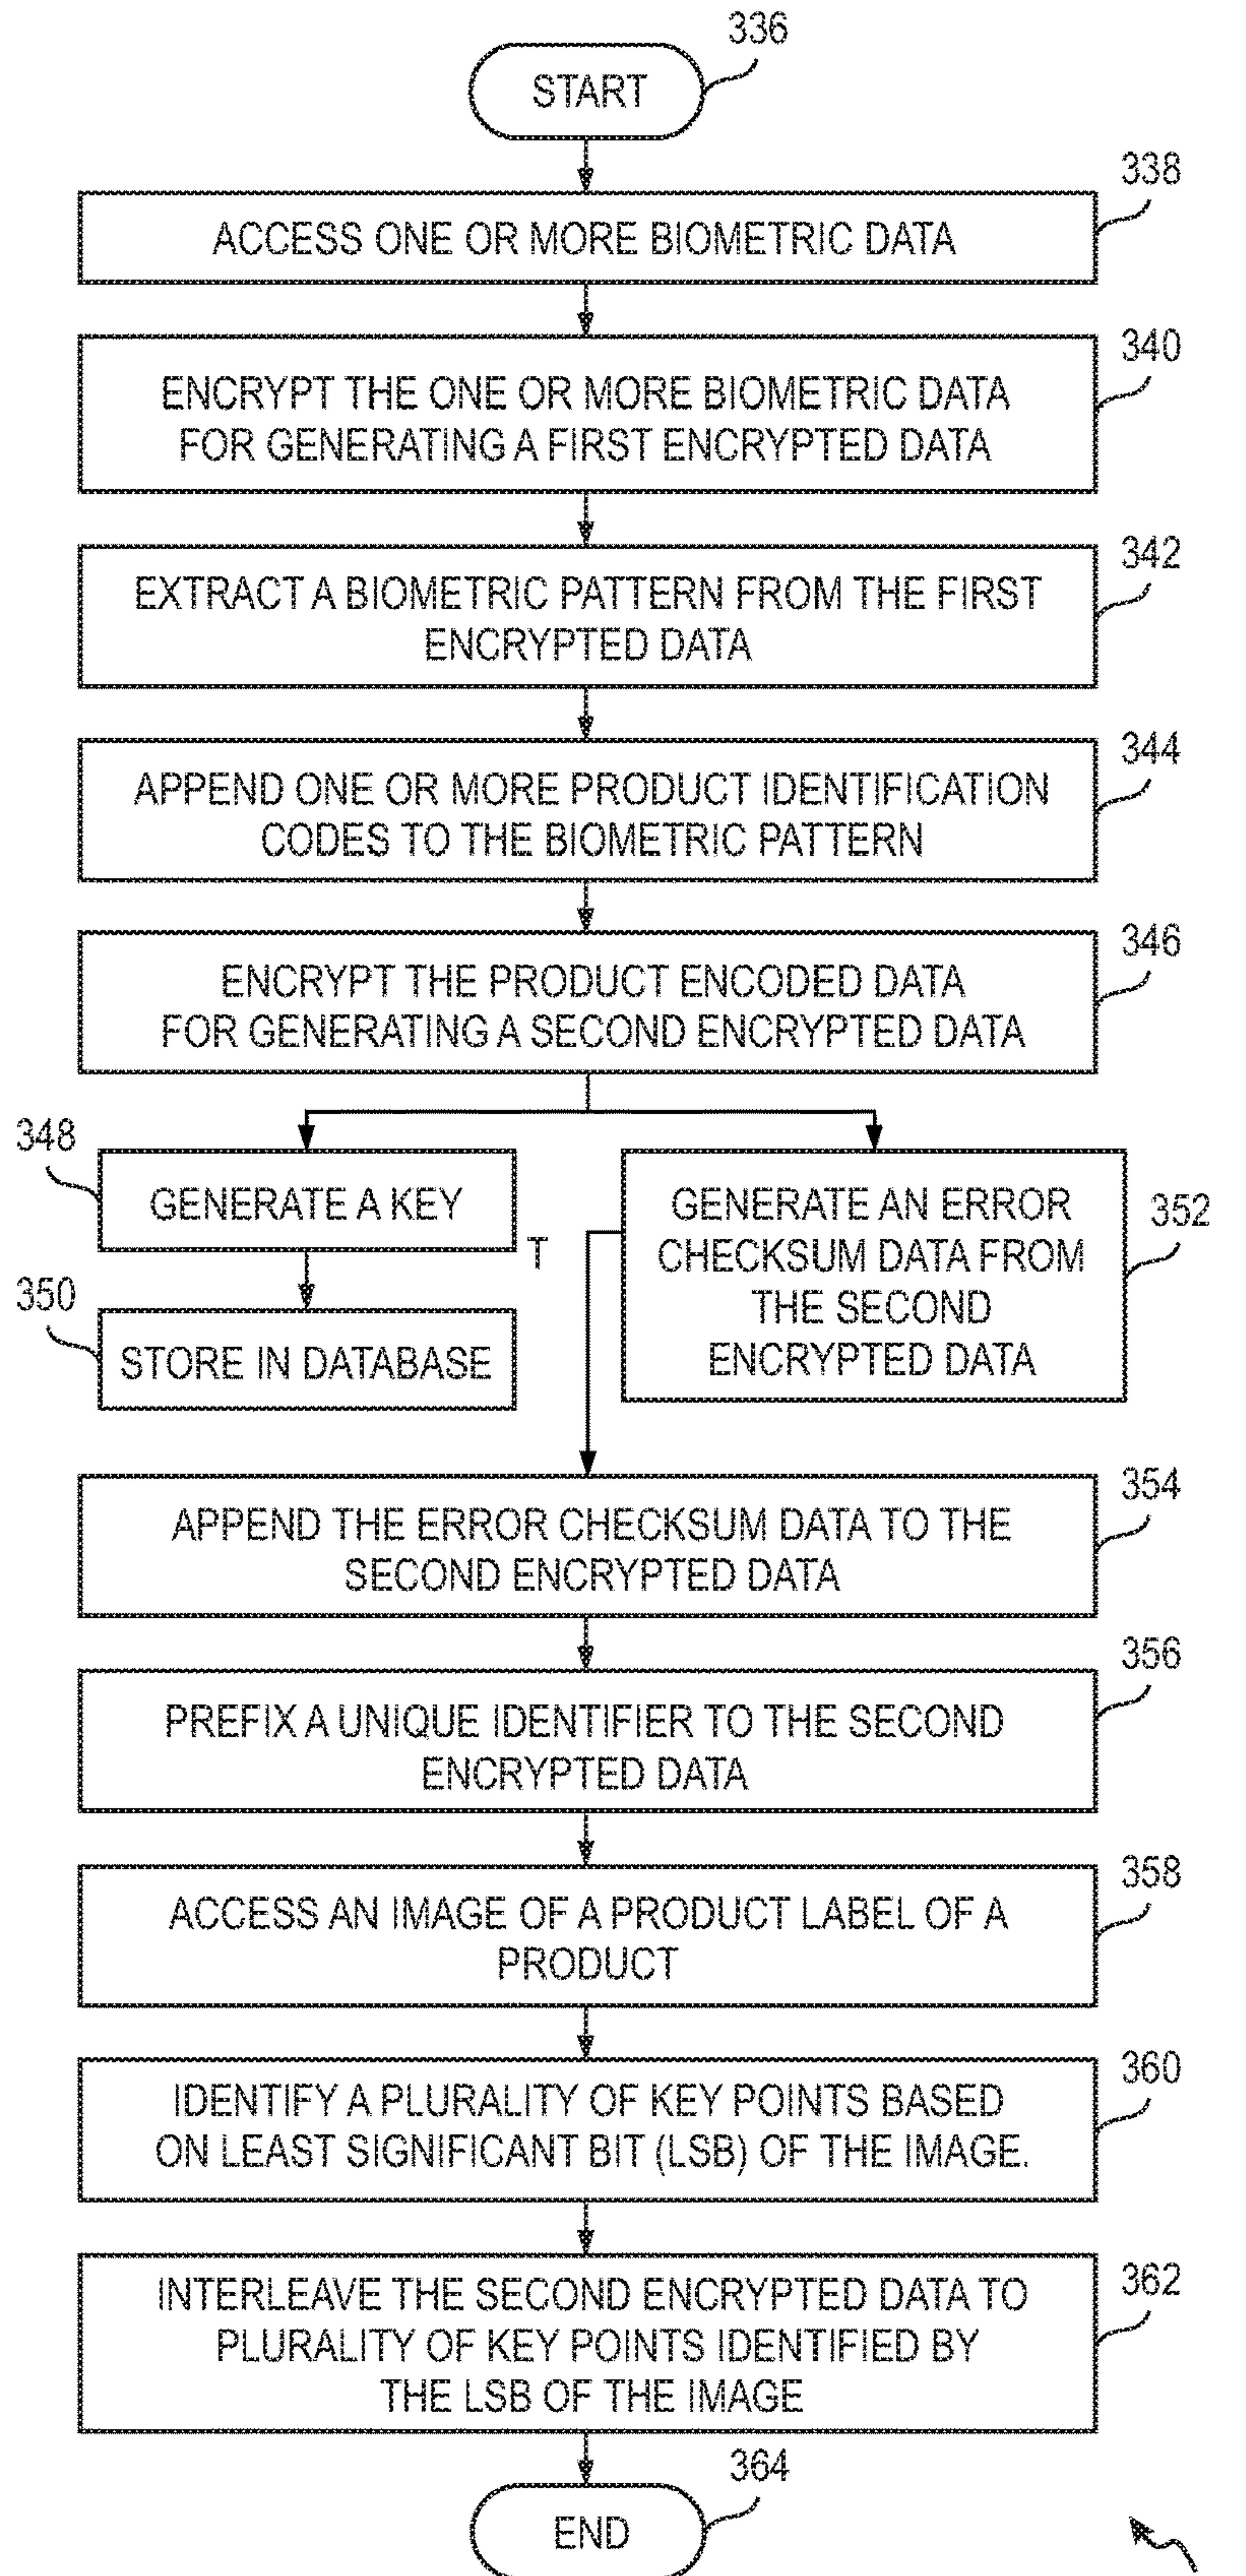 336
START
338
ACCESS ONE OR MORE BIOMETRIC DATA
340
ENCRYPT THE ONE OR MORE BIOMETRIC DATA
FOR GENERATING A FIRST ENCRYPTED DATA
342
EXTRACT A BIOMETRIC PATTERN FROM THE FIRST
ENCRYPTED DATA
344
APPEND ONE OR MORE PRODUCT IDENTIFICATION
CODES TO THE BIOMETRIC PATTERN
346
ENCRYPT THE PRODUCT ENCODED DATA
FOR GENERATING A SECOND ENCRYPTED DATA
348
GENERATE A KEY
T
350
STORE IN DATABASE
352
GENERATE AN ERROR
CHECKSUM DATA FROM
THE SECOND
ENCRYPTED DATA
354
APPEND THE ERROR CHECKSUM DATA TO THE
SECOND ENCRYPTED DATA
356
PREFIX A UNIQUE IDENTIFIER TO THE SECOND
ENCRYPTED DATA
358
ACCESS AN IMAGE OF A PRODUCT LABEL OF A
PRODUCT
360
IDENTIFY A PLURALITY OF KEY POINTS BASED
ON LEAST SIGNIFICANT BIT (LSB) OF THE IMAGE.
362
INTERLEAVE THE SECOND ENCRYPTED DATA TO
PLURALITY OF KEY POINTS IDENTIFIED BY
THE LSB OF THE IMAGE
364
END